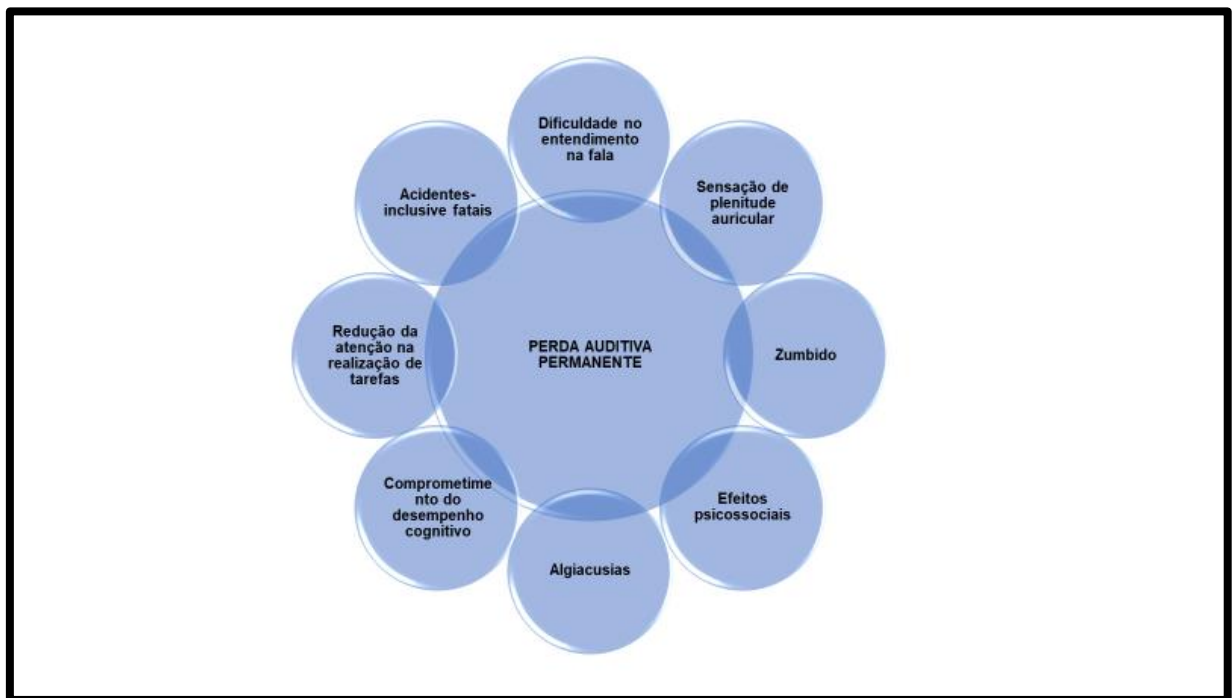 Dificuldade no
entendimento
na fala
Sensação de
plenitude
auricular
Zumbido
Efeitos
psicossociais
Algiacusias
Comprometime
nto do
desempenho
cognitivo
Redução da
atenção na
realização de
tarefas
Acidentes-
inclusive fatais
PERDA AUDITIVA
PERMANENTE